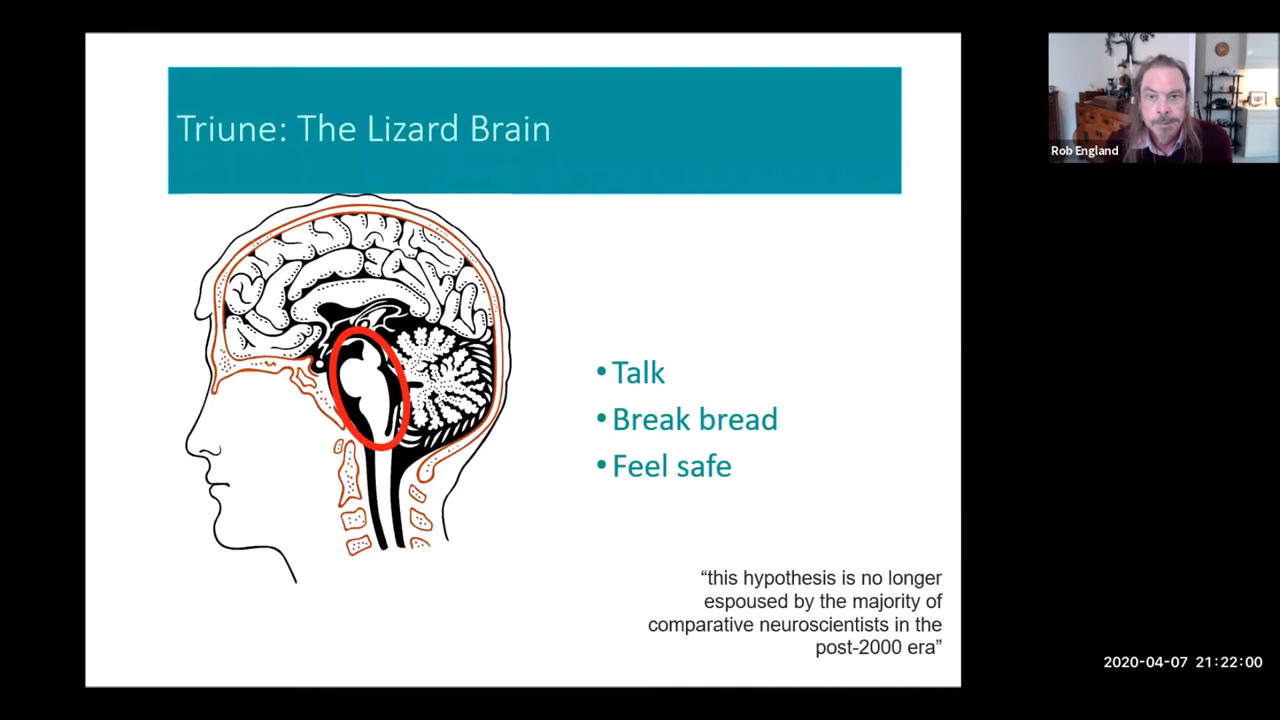 Triune: The Lizard Brain
Rob England
•Talk
•Break bread
•Feel safe
“this hypothesis is no longer
espoused by the majority of
comparative neuroscientists in the
post-2000 era”
2020-04-07 21:22:00